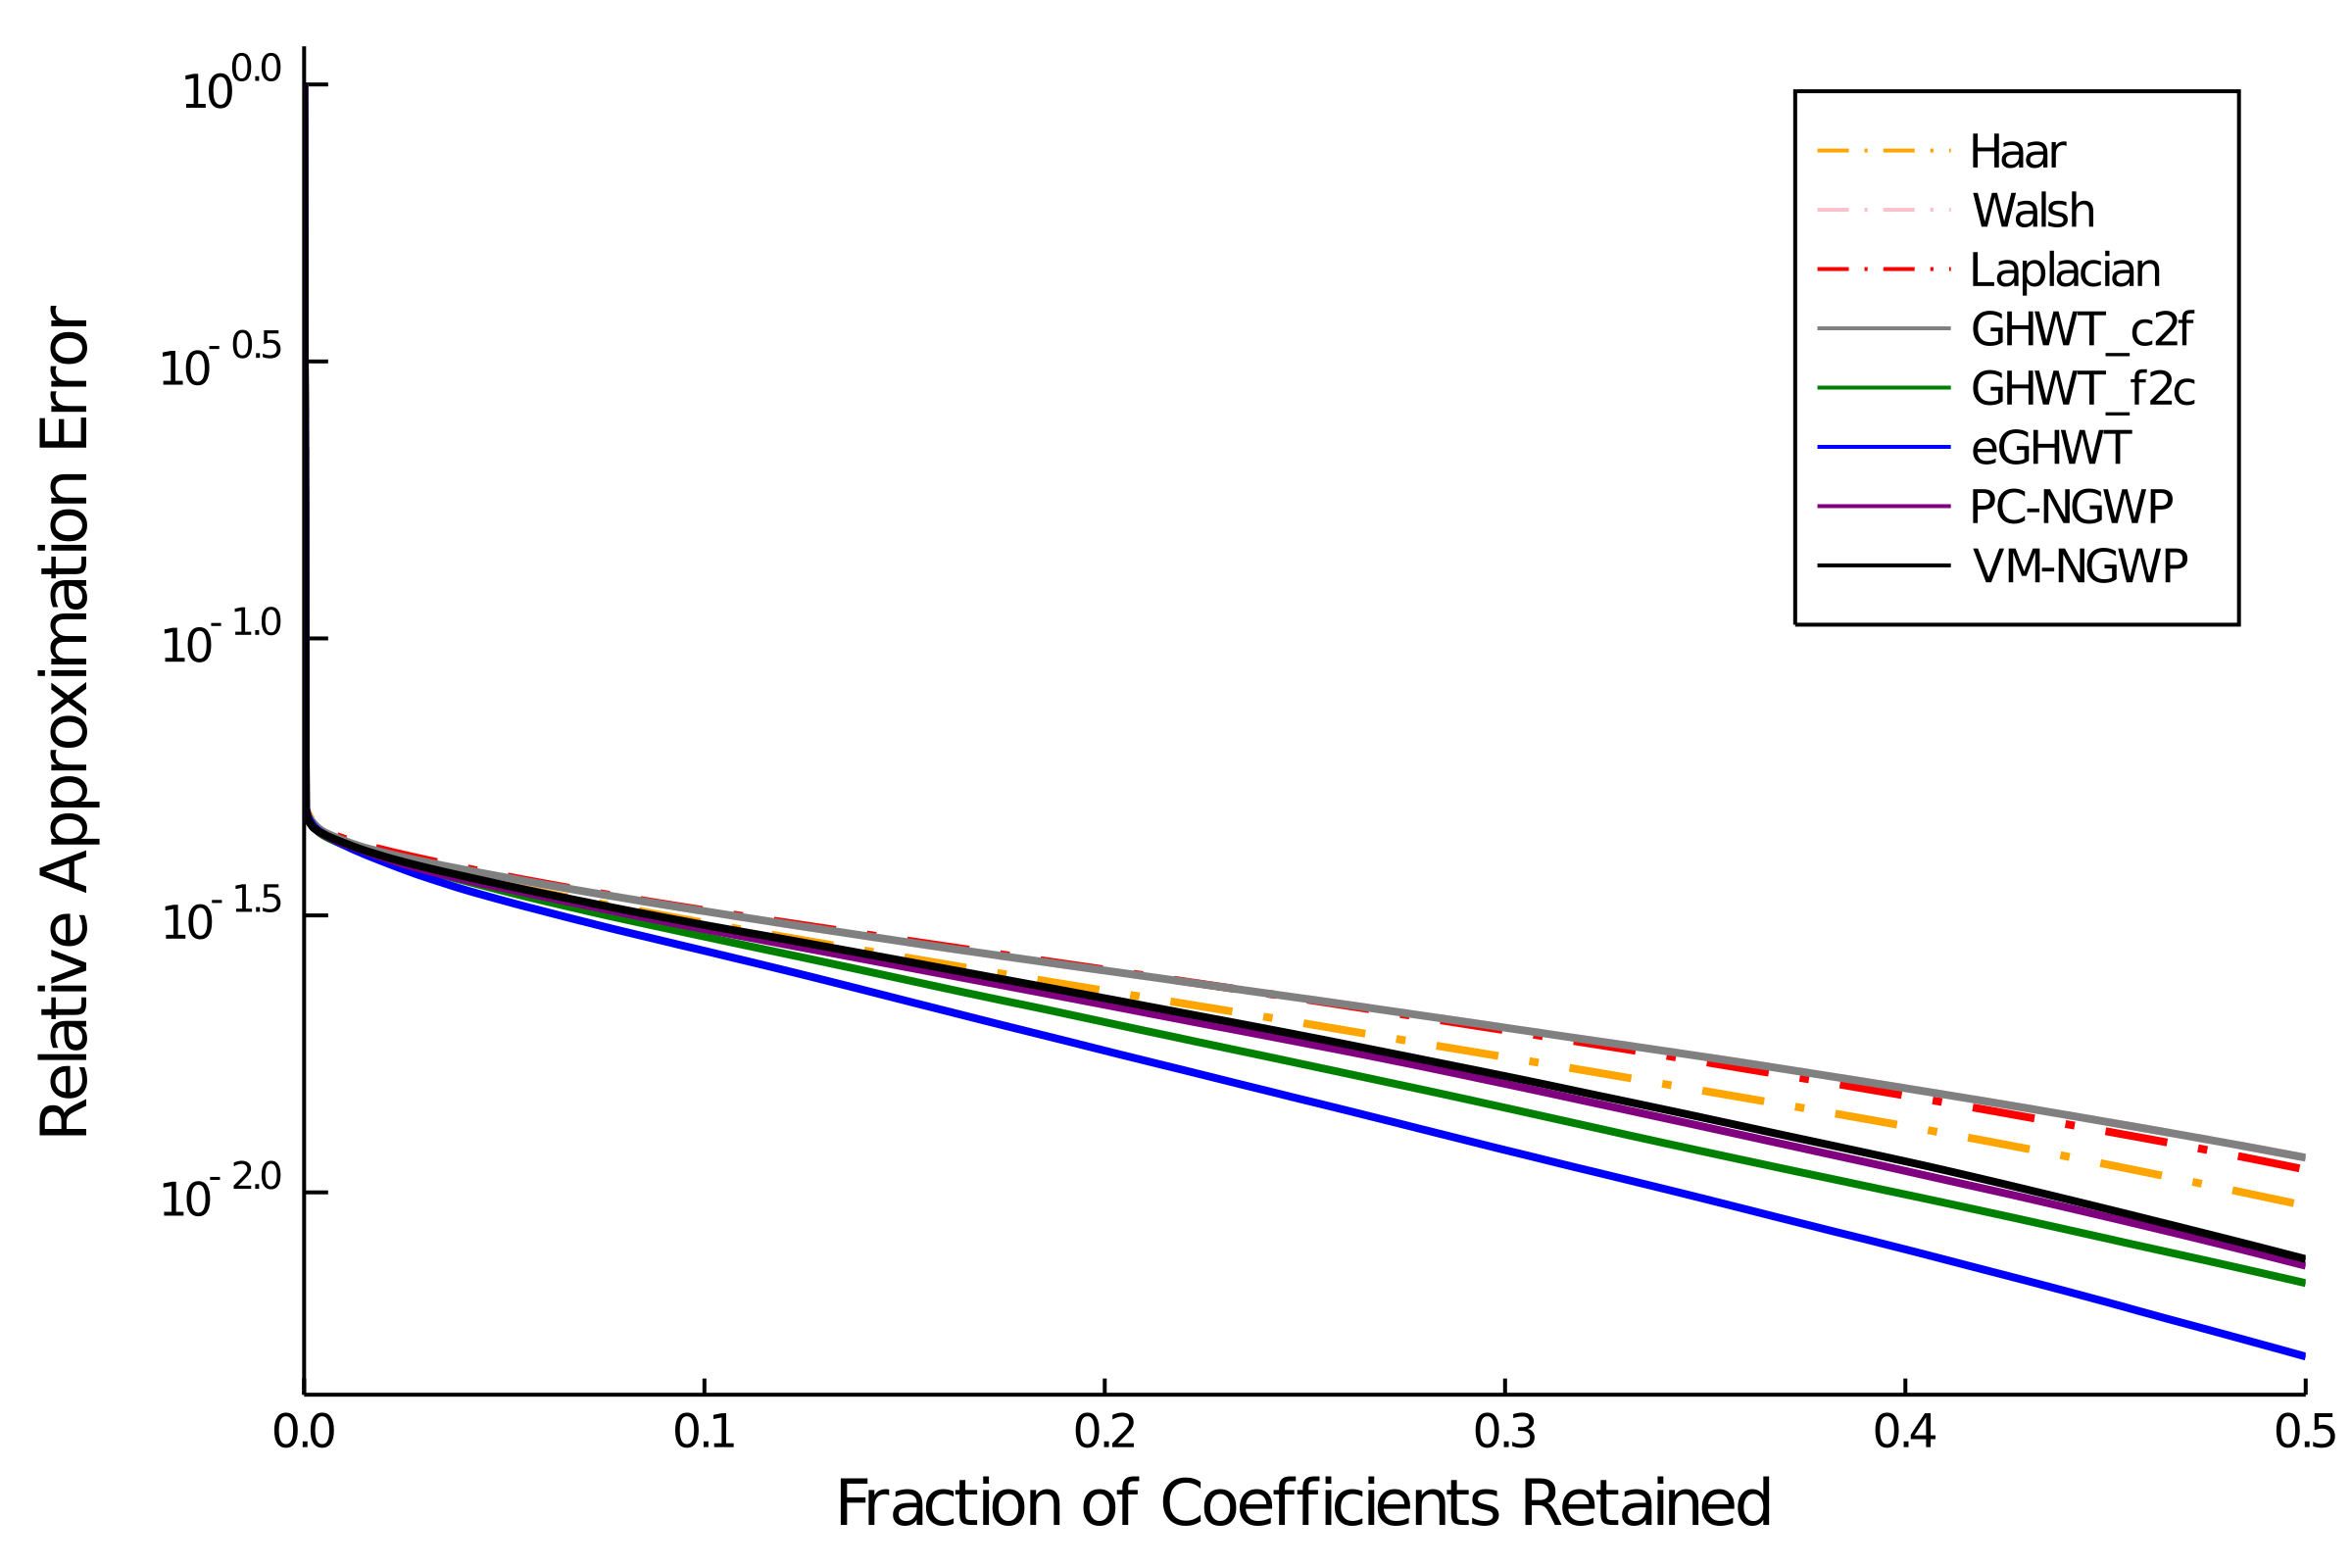 10^0.0
10^-0.5
10^-1.0
10^-1.5
10^-2.0
Relative Approximation Error
Haar
Walsh
Laplacian
GHWT_c2f
GHWT_f2c
eGHWT
PC-NGWP
VM-NGWP
0.0 0.1 0.2 0.3 0.4 0.5
Fraction of Coefficients Retained